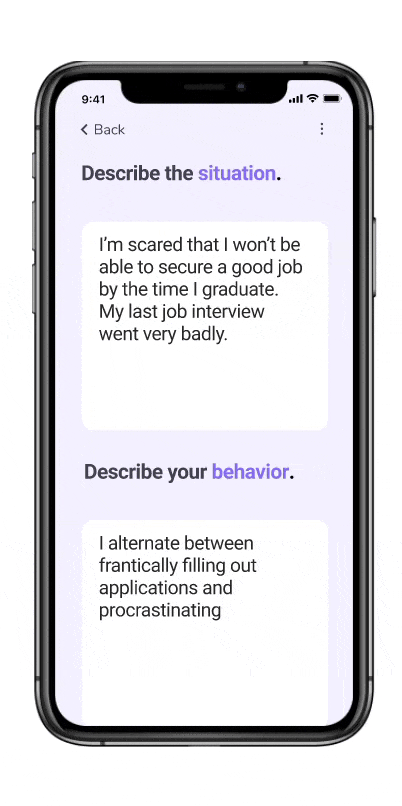 9:41
Back
Describe the situation.
I’m scared that I won’t be
able to secure a good job
by the time I graduate.
My last job interview
went very badly.
Describe your behavior.
I alternate between
frantically filling out
applications and
procrastinating